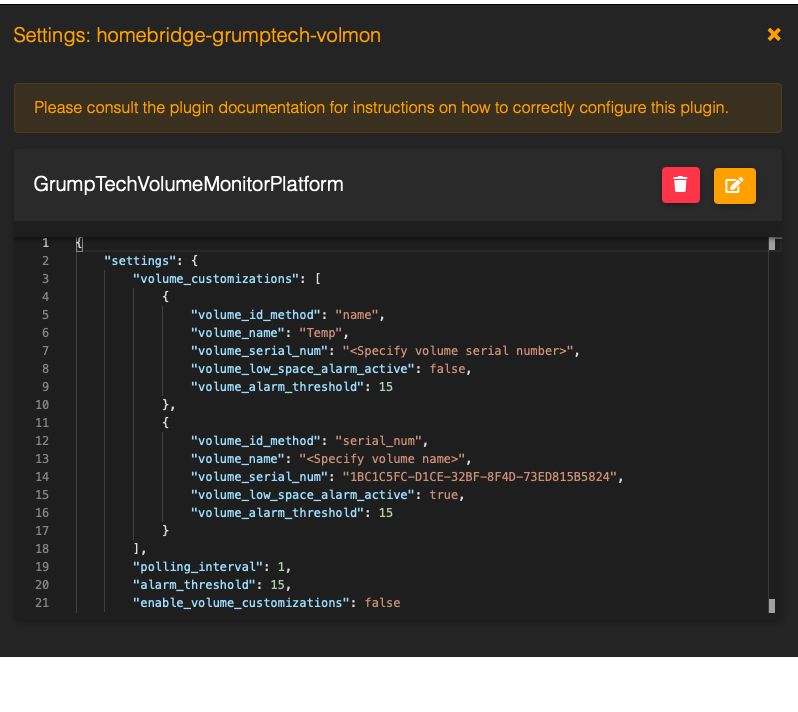 Settings: homebridge-grumptech-volmon
Please consult the plugin documentation for instructions on how to correctly configure this plugin.
GrumpTechVolumeMonitorPlatform
1 {
2 "settings": {
3 "volume_customizations": [
4 {
5 "volume_id_method": "name",
6 "volume_name": "Temp",
7 "volume_serial_num": "<Specify volume serial number>",
8 "volume_low_space_alarm_active": false,
9 "volume_alarm_threshold": 15
10 },
11 {
12 "volume_id_method": "serial_num",
13 "volume_name": "<Specify volume name>",
14 "volume_serial_num": "1BC1C5FC-D1CE-32BF-8F4D-73ED815B5824",
15 "volume_low_space_alarm_active": true,
16 "volume_alarm_threshold": 15
17 }
18 ],
19 "polling_interval": 1,
20 "alarm_threshold": 15,
21 "enable_volume_customizations": false